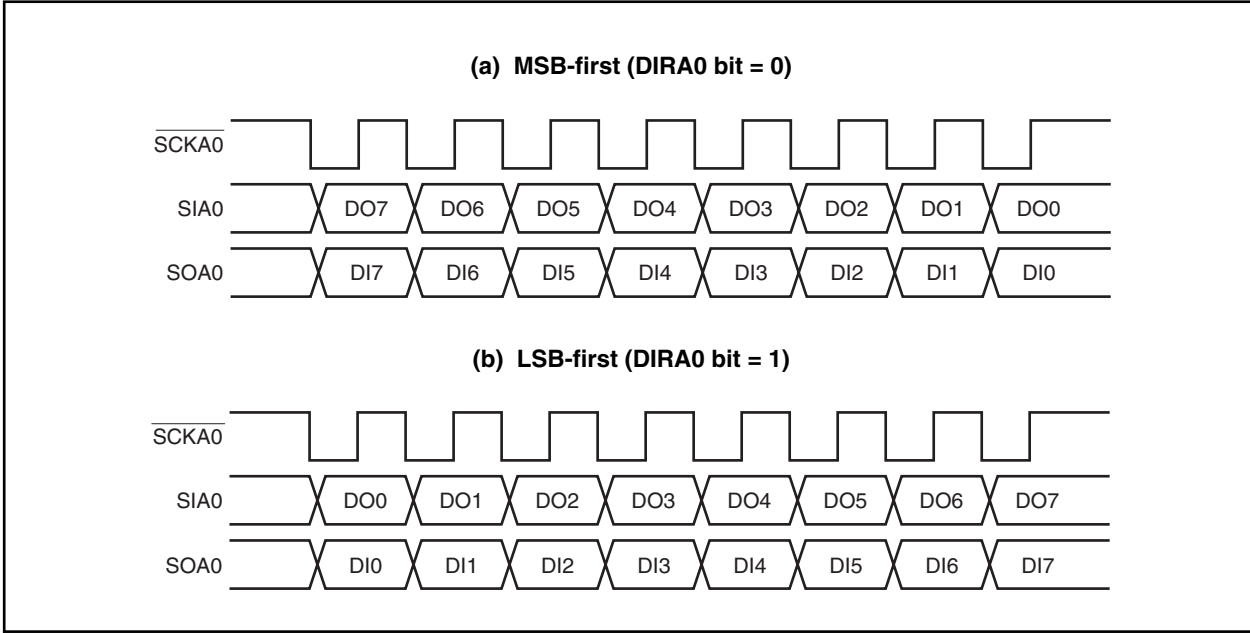 (a) MSB-first (DIRA0 bit = 0)
SCKA0
SIA0 DO7 DO6 DO5 DO4 DO3 DO2 DO1 DO0
SOA0 DI7 DI6 DI5 DI4 DI3 DI2 DI1 DI0
(b) LSB-first (DIRA0 bit = 1)
SCKA0
SIA0 DO0 DO1 DO2 DO3 DO4 DO5 DO6 DO7
SOA0 DI0 DI1 DI2 DI3 DI4 DI5 DI6 DI7